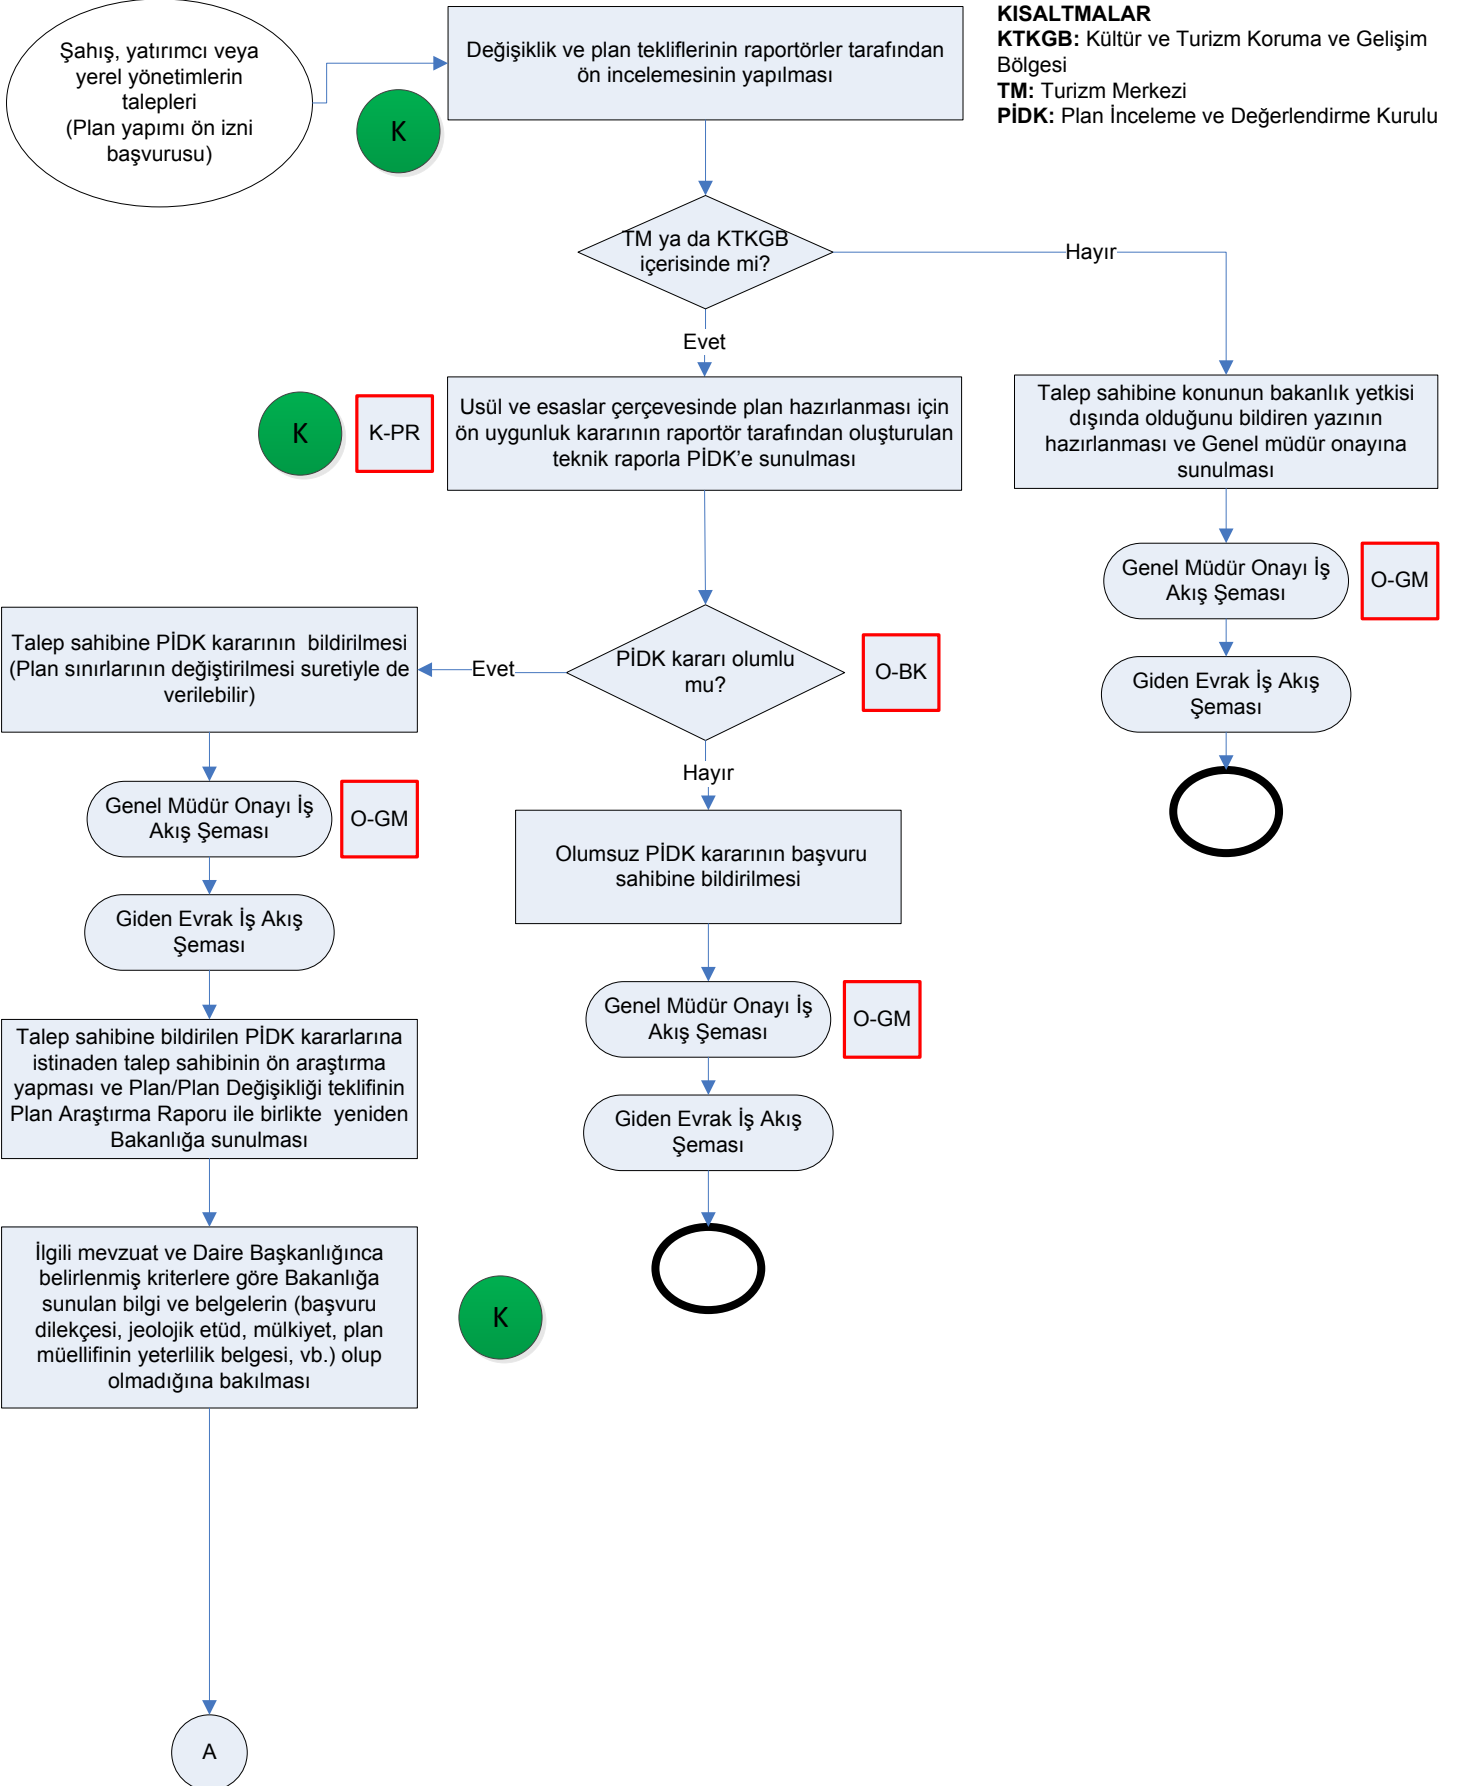 Şahış, yatırımcı veya
yerel yönetimlerin
talepleri
(Plan yapımı ön izni
başvurusu)
K
Değişiklik ve plan tekliflerinin raportörler tarafından
ön incelemesinin yapılması
KISALTMALAR
KTKGB: Kültür ve Turizm Koruma ve Gelişim
Bölgesi
TM: Turizm Merkezi
PİDK: Plan İnceleme ve Değerlendirme Kurulu
TM ya da KTKGB
içerisinde mi?
Hayır
Evet
K
K-PR
Usül ve esaslar çerçevesinde plan hazırlanması için
ön uygunluk kararının raportör tarafından oluşturulan
teknik raporla PİDK'e sunulması
Talep sahibine konunun bakanlık yetkisi
dışında olduğunu bildiren yazının
hazırlanması ve Genel müdür onayına
sunulması
Genel Müdür Onayı İş
Akış Şeması
O-GM
Giden Evrak İş Akış
Şeması
Talep sahibine PİDK kararının  bildirilmesi
(Plan sınırlarının değiştirilmesi suretiyle de
verilebilir)
Evet
PİDK kararı olumlu
mu?
O-BK
Hayır
Genel Müdür Onayı İş
Akış Şeması
O-GM
Giden Evrak İş Akış
Şeması
Olumsuz PİDK kararının başvuru
sahibine bildirilmesi
Genel Müdür Onayı İş
Akış Şeması
O-GM
Giden Evrak İş Akış
Şeması
Talep sahibine bildirilen PİDK kararlarına
istinaden talep sahibinin ön araştırma
yapması ve Plan/Plan Değişikliği teklifinin
Plan Araştırma Raporu ile birlikte  yeniden
Bakanlığa sunulması
İlgili mevzuat ve Daire Başkanlığınca
belirlenmiş kriterlere göre Bakanlığa
sunulan bilgi ve belgelerin (başvuru
dilekçesi, jeolojik etüd, mülkiyet, plan
müellifinin yeterlilik belgesi, vb.) olup
olmadığına bakılması
K
A